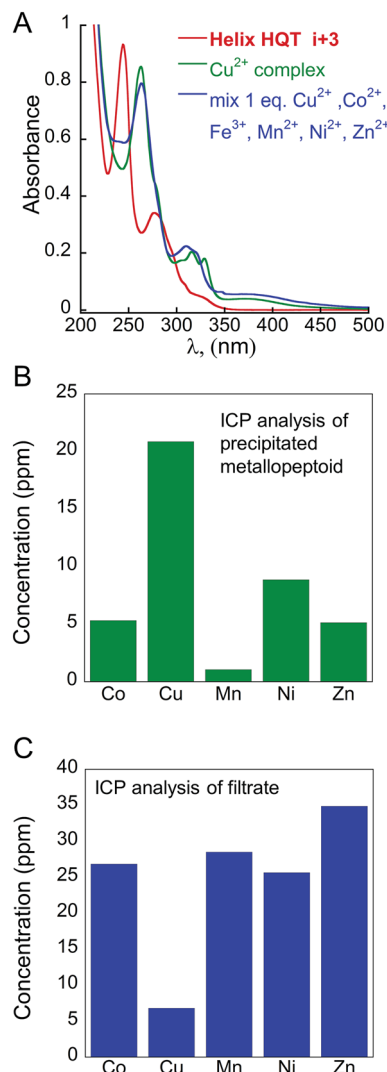 A
Helix HQT i+3
Cu²⁺ complex
mix 1 eq. Cu²⁺ ,Co²⁺,
Fe³⁺, Mn²⁺, Ni²⁺, Zn²⁺
Absorbance
1
0.8
0.6
0.4
0.2
0
200 250 300 350 400 450 500
λ, (nm)
B
ICP analysis of
precipitated
metallopeptoid
Concentration (ppm)
25
20
15
10
5
0
Co Cu Mn Ni Zn
C
ICP analysis of filtrate
Concentration (ppm)
40
35
30
25
20
15
10
5
0
Co Cu Mn Ni Zn